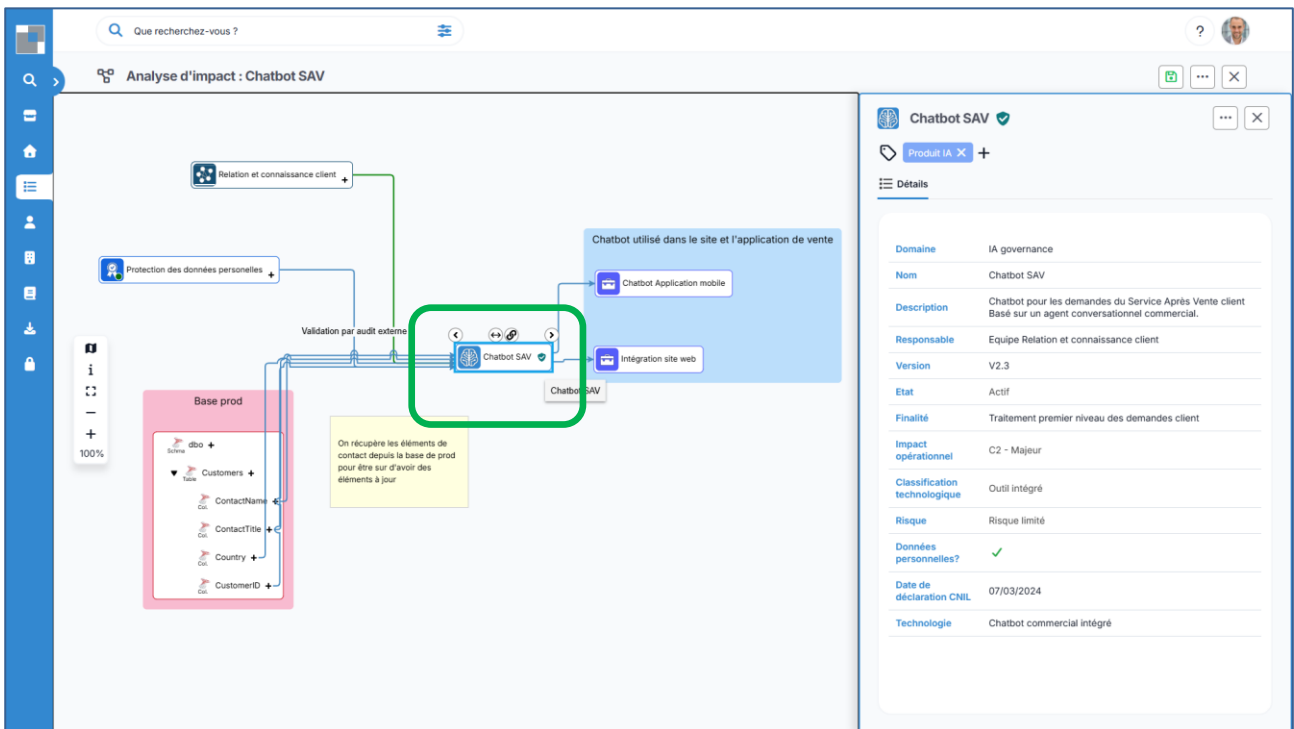 Que recherchez-vous ?
?
Analyse d'impact : Chatbot SAV
Relation et connaissance client
Protection des données personelles
Validation par audit externe
Chatbot SAV
Chatbot SAV
Chatbot utilisé dans le site et l'application de vente
Chatbot Application mobile
Intégration site web
100%
Base prod
dbo
Schma
Customers
Table
ContactName
Col.
ContactTitle
Col.
Country
Col.
CustomerID
Col.
On récupère les éléments de
contact depuis la base de prod
pour être sur d'avoir des
éléments à jour
Chatbot SAV
Produit IA
Détails
Domaine IA governance
Nom Chatbot SAV
Description Chatbot pour les demandes du Service Après Vente client
Basé sur un agent conversationnel commercial.
Responsable Equipe Relation et connaissance client
Version V2.3
Etat Actif
Finalité Traitement premier niveau des demandes client
Impact
opérationnel C2 - Majeur
Classification
technologique Outil intégré
Risque Risque limité
Données
personnelles?
Date de
déclaration CNIL 07/03/2024
Technologie Chatbot commercial intégré